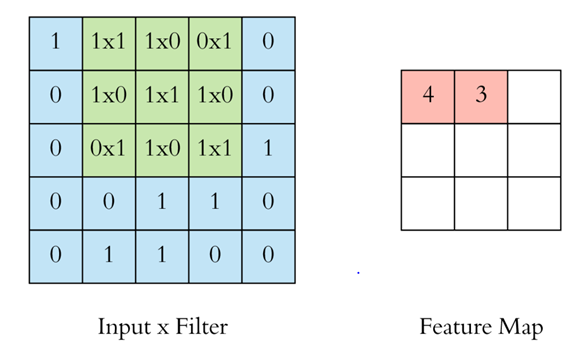 1 1x1 1x0 0x1 0
0 1x0 1x1 1x0 0
0 0x1 1x0 1x1 1
0 0 1 1 0
0 1 1 0 0
Input x Filter
4 3
Feature Map